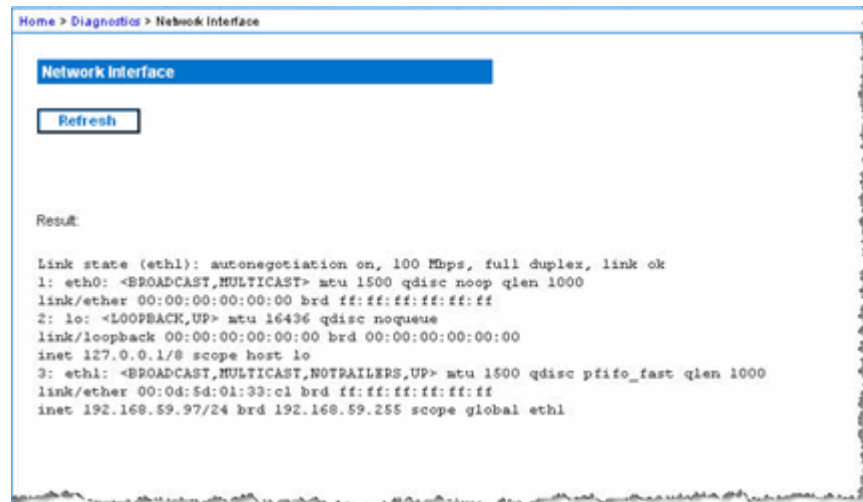 Home > Diagnostics > Network Interface
Network Interface
Refresh
Result:
Link state (eth1): autonegotiation on, 100 Mbps, full duplex, link ok
1: eth0: <BROADCAST,MULTICAST> mtu 1500 qdisc noop qlen 1000
link/ether 00:00:00:00:00:00 brd ff:ff:ff:ff:ff:ff
2: lo: <LOOPBACK,UP> mtu 16436 qdisc noqueue
link/loopback 00:00:00:00:00:00 brd 00:00:00:00:00:00
inet 127.0.0.1/8 scope host lo
3: eth1: <BROADCAST,MULTICAST,NOTRAILERS,UP> mtu 1500 qdisc pfifo_fast qlen 1000
link/ether 00:0d:5d:01:33:c1 brd ff:ff:ff:ff:ff:ff
inet 192.168.59.97/24 brd 192.168.59.255 scope global eth1